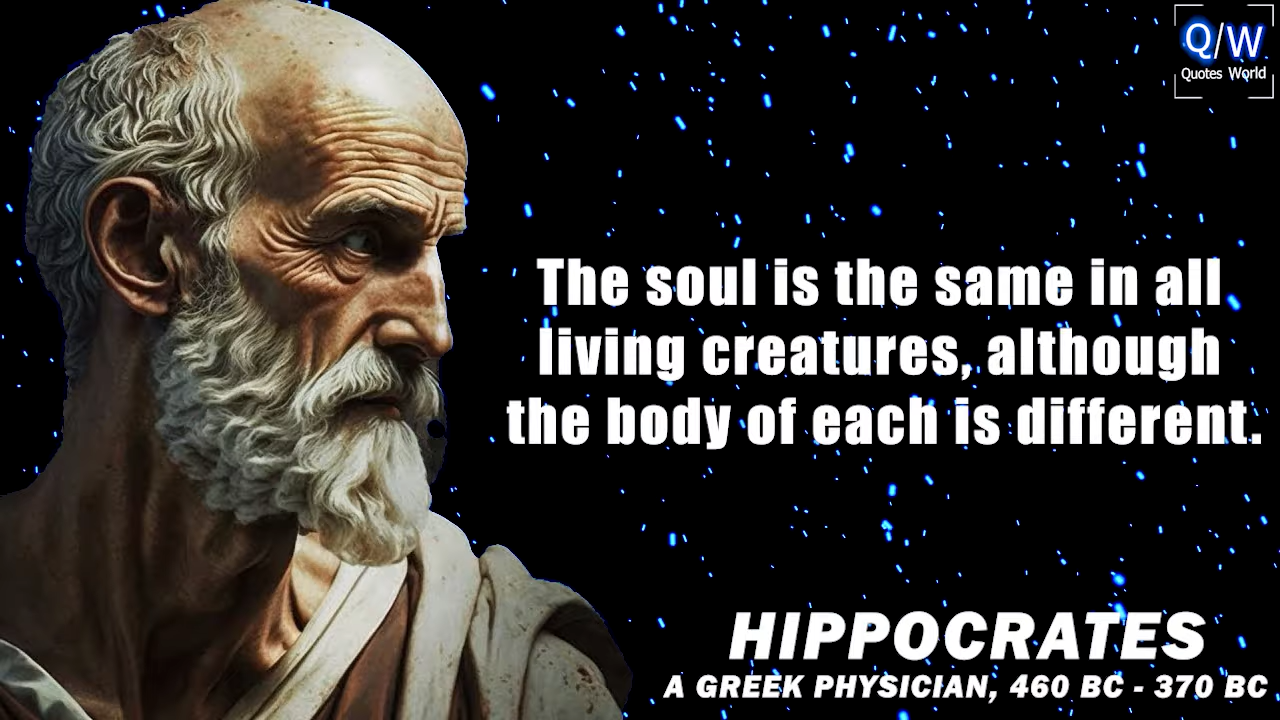 Q/W
Quotes World
The soul is the same in all
living creatures, although
the body of each is different.
HIPPOCRATES
A GREEK PHYSICIAN, 460 BC - 370 BC